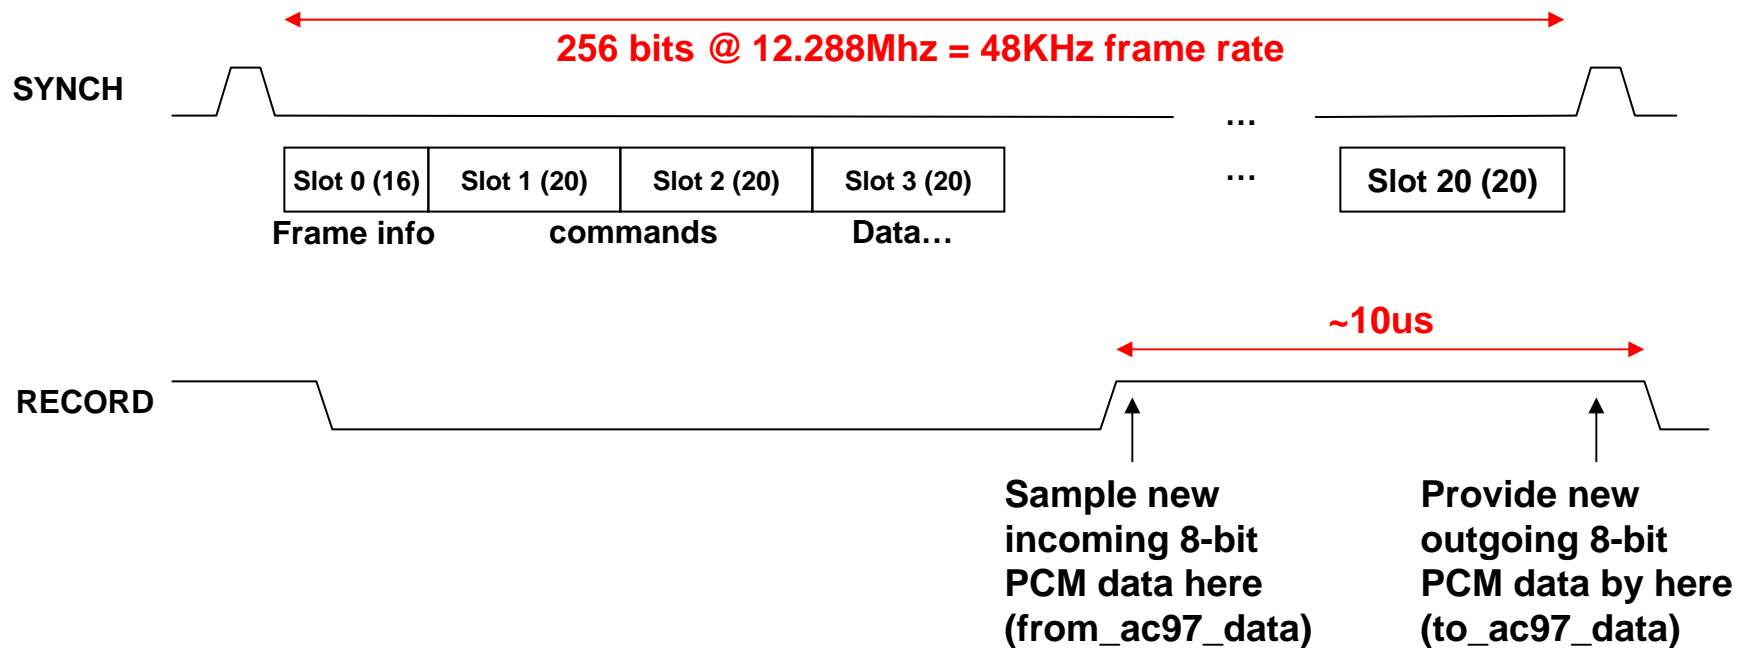 256 bits @ 12.288Mhz = 48KHz frame rate
SYNCH
…
Slot 0 (16) Slot 1 (20) Slot 2 (20) Slot 3 (20) … Slot 20 (20)
Frame info commands Data…
~10us
RECORD
Sample new
incoming 8-bit
PCM data here
(from_ac97_data)
Provide new
outgoing 8-bit
PCM data by here
(to_ac97_data)